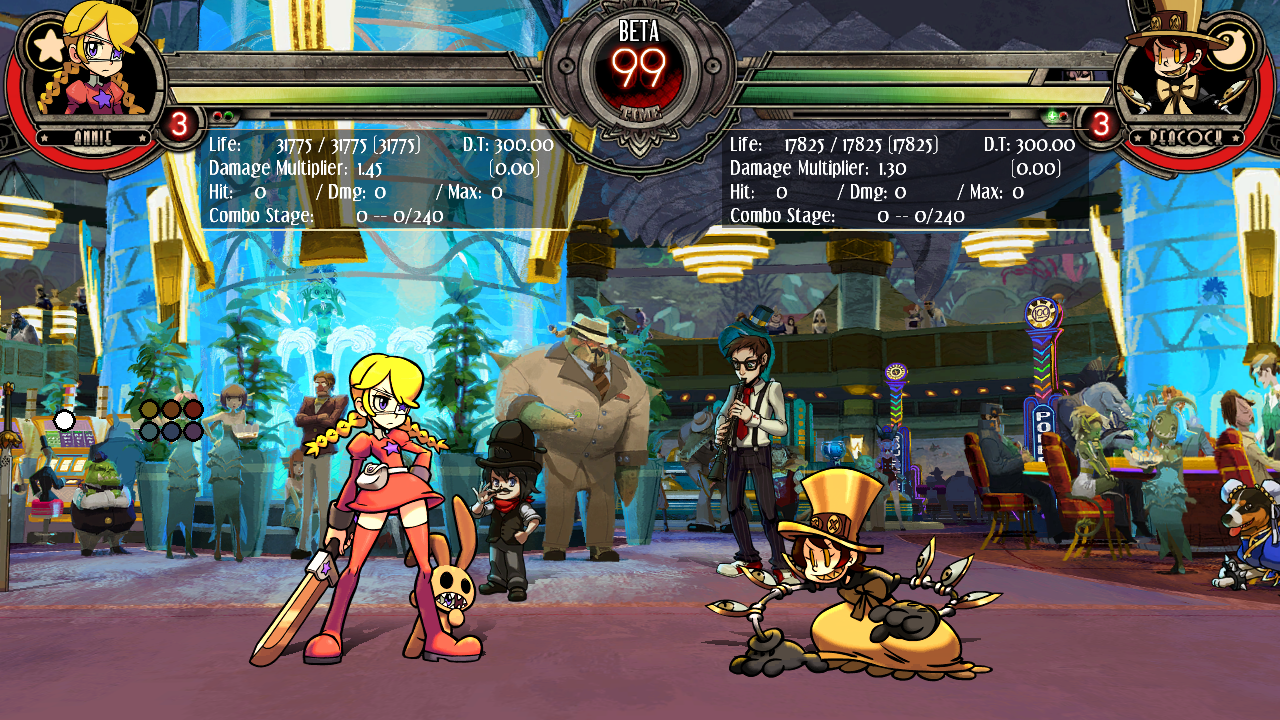 BETA
99
TIME
ANNIE
3
3
PEACOCK
Life: 31775 / 31775 (31775) D.T: 300.00
Damage Multiplier: 1.45 (0.00)
Hit: 0 / Dmg: 0 / Max: 0
Combo Stage: 0 -- 0/240
Life: 17825 / 17825 (17825) D.T: 300.00
Damage Multiplier: 1.30 (0.00)
Hit: 0 / Dmg: 0 / Max: 0
Combo Stage: 0 -- 0/240
100